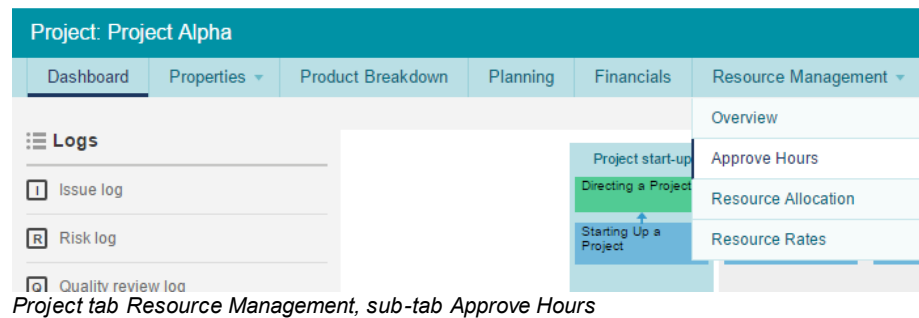 Project: Project Alpha
Dashboard Properties Product Breakdown Planning Financials Resource Management
Overview
Approve Hours
Resource Allocation
Resource Rates
Logs
I Issue log
R Risk log
Q Quality review log
Project start-up
Directing a Project
Starting Up a
Project
Project tab Resource Management, sub-tab Approve Hours